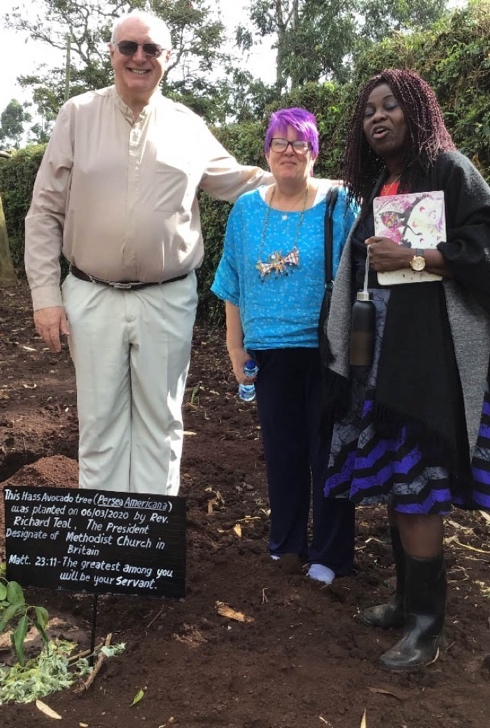 This Hass Avocado tree (Persea Americana)
was planted on 06/03/2020 by Rev.
Richard Teal, The President
Designate of Methodist Church in
Britain
Matt. 23:11- The greatest among you
will be your servant.